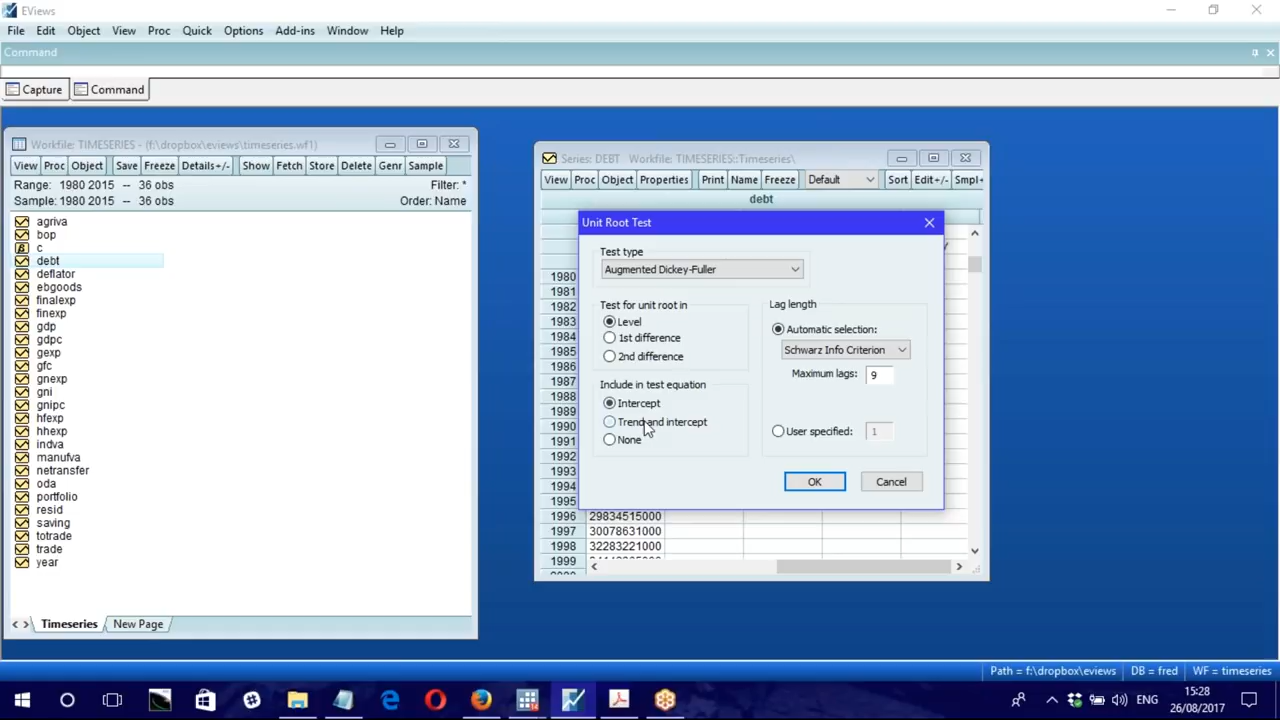 EViews
File Edit Object View Proc Quick Options Add-ins Window Help
Command
Capture Command
Workfile: TIMESERIES - (f:\dropbox\eviews\timeseries.wf1)
View Proc Object Save Freeze Details+/- Show Fetch Store Delete Genr Sample
Range: 1980 2015 -- 36 obs Filter: *
Sample: 1980 2015 -- 36 obs Order: Name
agriva
bop
c
debt
deflator
ebgoods
finalexp
finexp
gdp
gdpc
gexp
gfc
gnexp
gni
gnipc
hfexp
hhexp
indva
manufva
netransfer
oda
portfolio
resid
saving
totrade
trade
year
Timeseries New Page
Series: DEBT Workfile: TIMESERIES::Timeseries\
View Proc Object Properties Print Name Freeze Default Sort Edit+/- Smpl+
debt
1980
1981
1982
1983
1984
1985
1986
1987
1988
1989
1990
1991
1992
1993
1994
1995
1996 29834515000
1997 30078631000
1998 32283221000
1999
Unit Root Test
Test type
Augmented Dickey-Fuller
Test for unit root in
Level
1st difference
2nd difference
Include in test equation
Intercept
Trend and intercept
None
Lag length
Automatic selection:
Schwarz Info Criterion
Maximum lags: 9
User specified: 1
OK Cancel
Path = f:\dropbox\eviews DB = fred WF = timeseries
ENG
15:28
26/08/2017